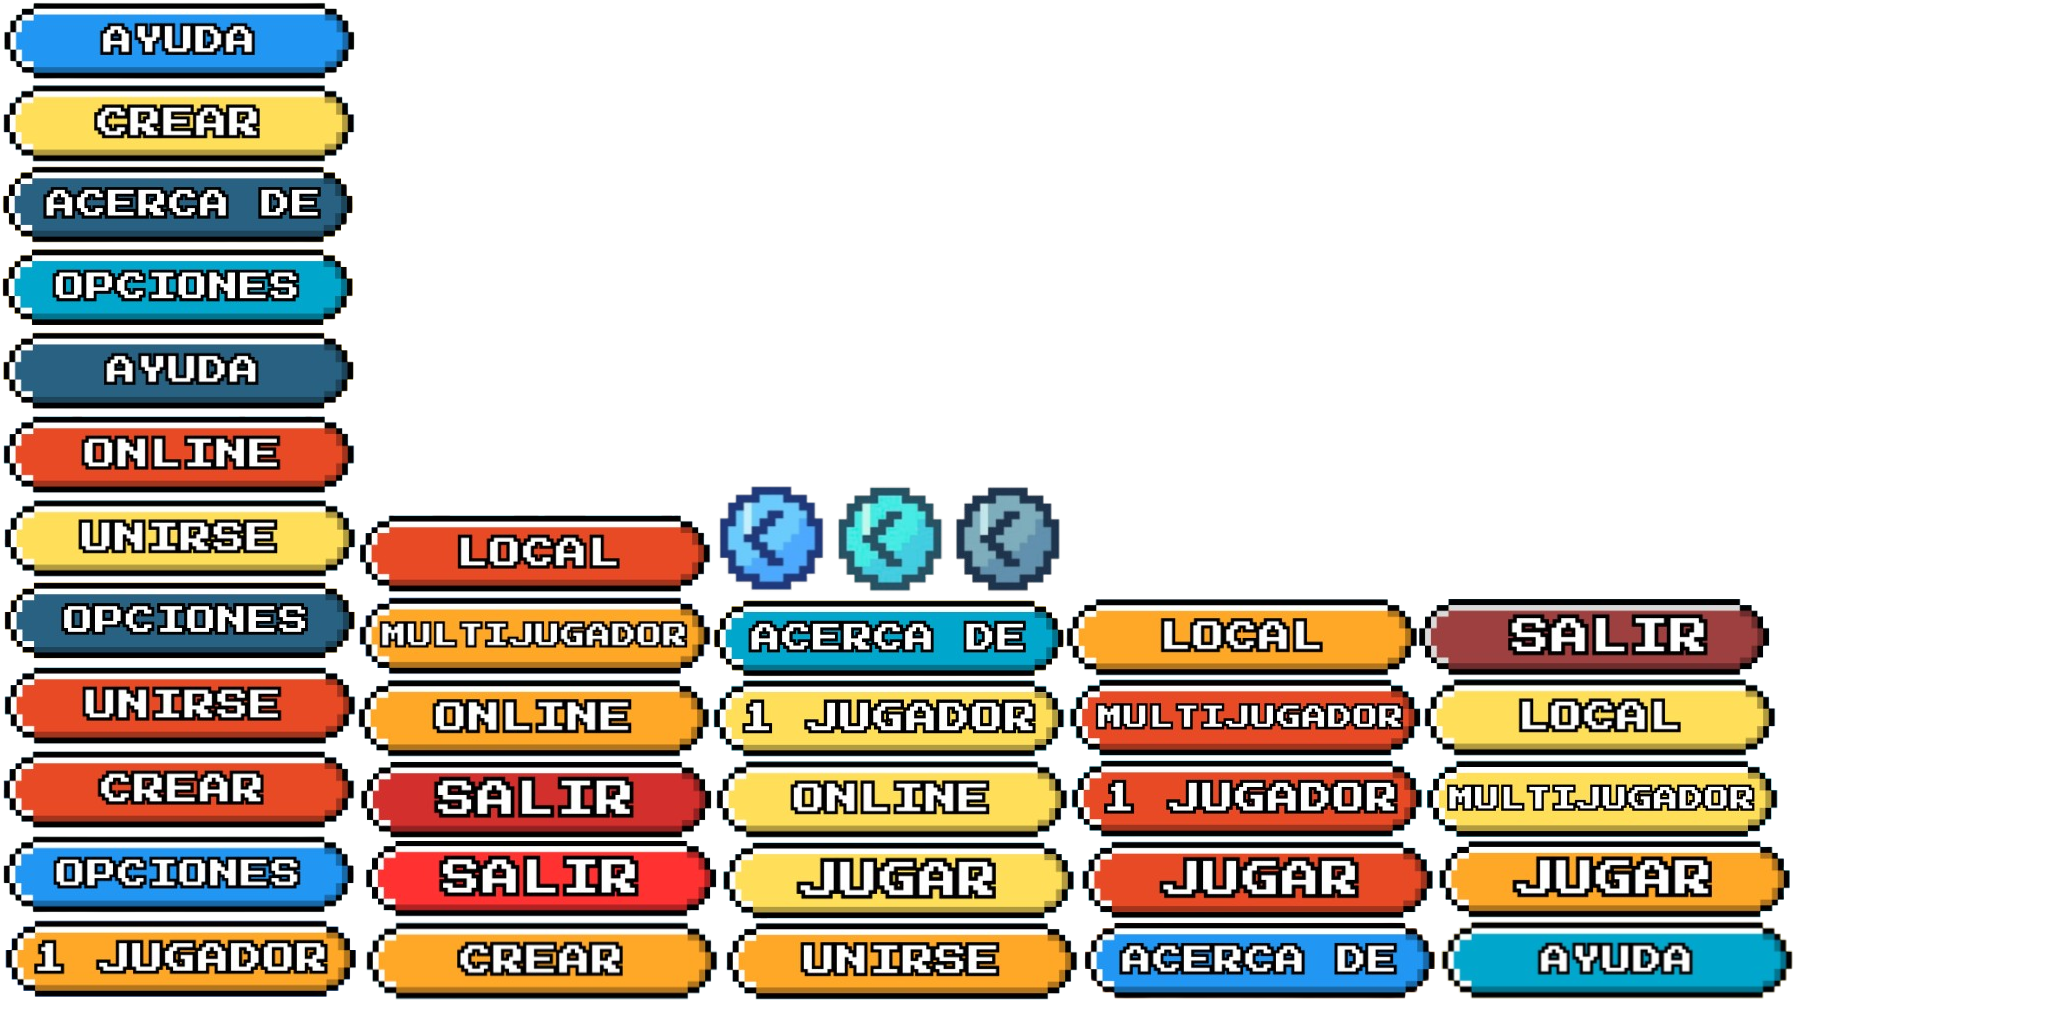 AYUDA
CREAR
ACERCA DE
OPCIONES
AYUDA
ONLINE
UNIRSE
OPCIONES
UNIRSE
CREAR
OPCIONES
1 JUGADOR
LOCAL
MULTIJUGADOR
ONLINE
SALIR
SALIR
CREAR
ACERCA DE
1 JUGADOR
ONLINE
JUGAR
UNIRSE
LOCAL
MULTIJUGADOR
1 JUGADOR
JUGAR
ACERCA DE
SALIR
LOCAL
MULTIJUGADOR
JUGAR
AYUDA